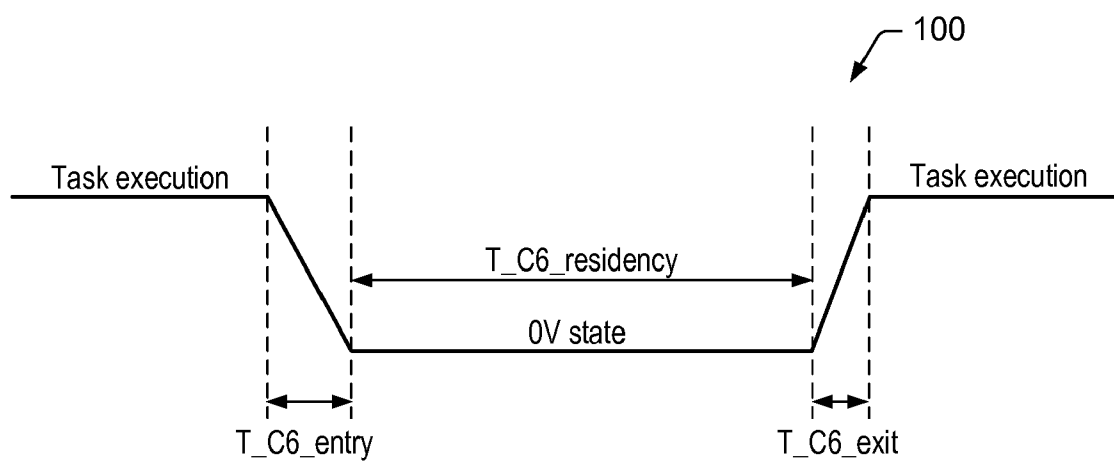 100
Task execution
Task execution
T_C6_residency
0V state
T_C6_entry
T_C6_exit